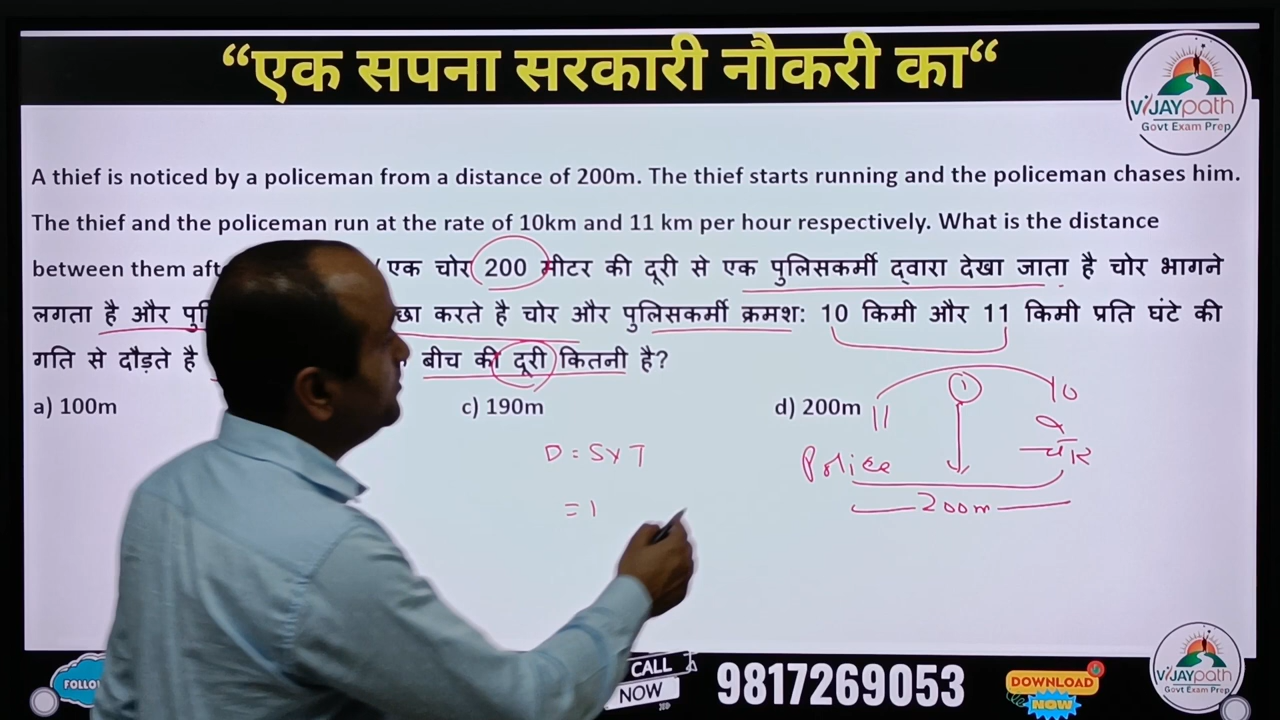 “एक सपना सरकारी नौकरी का“
VIJAYpath
Govt Exam Prep
A thief is noticed by a policeman from a distance of 200m. The thief starts running and the policeman chases him.
The thief and the policeman run at the rate of 10km and 11 km per hour respectively. What is the distance
between them / एक चोर 200 मीटर की दूरी से एक पुलिसकर्मी द्वारा देखा जाता है चोर भागने
लगता है और करते है चोर और पुलिसकर्मी क्रमश: 10 किमी और 11 किमी प्रति घंटे की
गति से दौड़ते है बीच की दूरी कितनी है?
a) 100m c) 190m d) 200m
1 10
11
D = S x T
Police चोर
= 1
200m
CALL
NOW
9817269053
DOWNLOAD
NOW
VIJAYpath
Govt Exam Prep